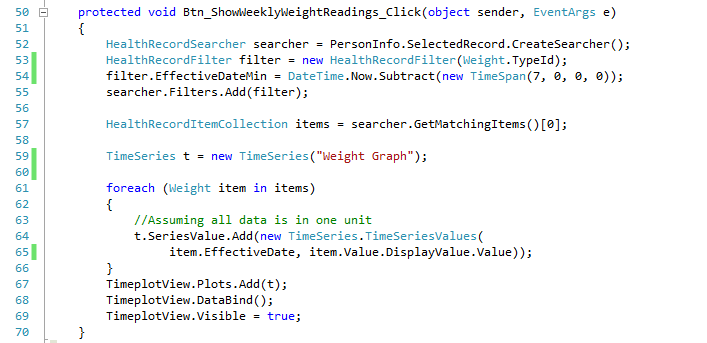 50 protected void Btn_ShowWeeklyWeightReadings_Click(object sender, EventArgs e)
51 {
52 HealthRecordSearcher searcher = PersonInfo.SelectedRecord.CreateSearcher();
53 HealthRecordFilter filter = new HealthRecordFilter(Weight.TypeId);
54 filter.EffectiveDateMin = DateTime.Now.Subtract(new TimeSpan(7, 0, 0, 0));
55 searcher.Filters.Add(filter);
56
57 HealthRecordItemCollection items = searcher.GetMatchingItems()[0];
58
59 TimeSeries t = new TimeSeries("Weight Graph");
60
61 foreach (Weight item in items)
62 {
63 //Assuming all data is in one unit
64 t.SeriesValue.Add(new TimeSeries.TimeSeriesValues(
65 item.EffectiveDate, item.Value.DisplayValue.Value));
66 }
67 TimeplotView.Plots.Add(t);
68 TimeplotView.DataBind();
69 TimeplotView.Visible = true;
70 }